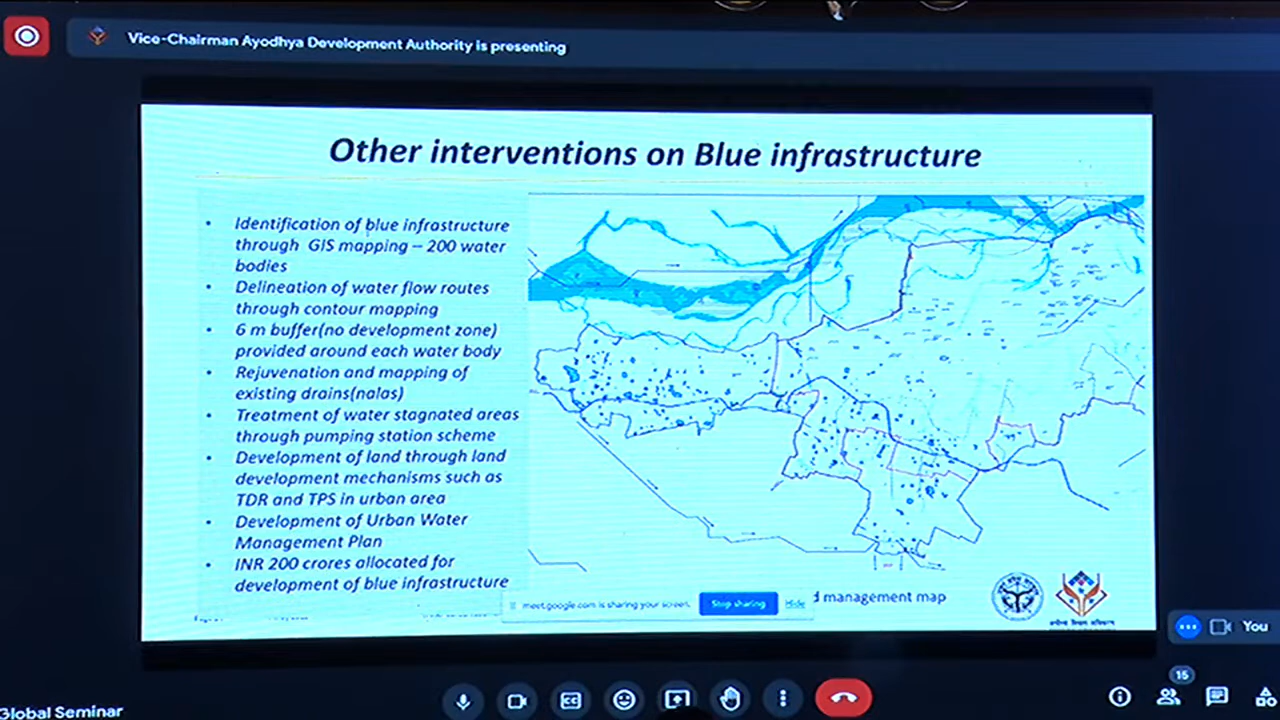 Vice-Chairman Ayodhya Development Authority is presenting
Other interventions on Blue infrastructure
• Identification of blue infrastructure
through GIS mapping – 200 water
bodies
• Delineation of water flow routes
through contour mapping
• 6 m buffer(no development zone)
provided around each water body
• Rejuvenation and mapping of
existing drains(nalas)
• Treatment of water stagnated areas
through pumping station scheme
• Development of land through land
development mechanisms such as
TDR and TPS in urban area
• Development of Urban Water
Management Plan
• INR 200 crores allocated for
development of blue infrastructure
meet.google.com is sharing your screen.
Stop sharing
Hide
management map
You
15
Global Seminar